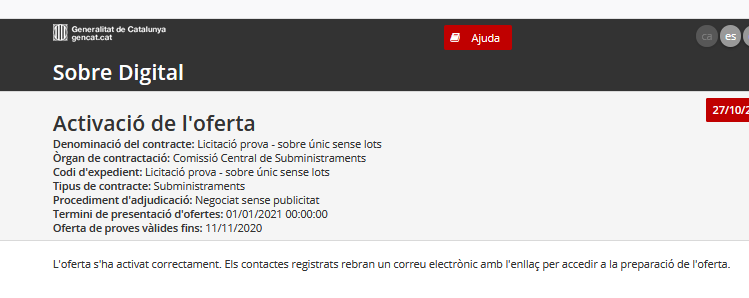 Generalitat de Catalunya
gencat.cat
Ajuda
ca es
Sobre Digital
Activació de l'oferta
27/10/2
Denominació del contracte: Licitació prova - sobre únic sense lots
Òrgan de contractació: Comissió Central de Subministraments
Codi d'expedient: Licitació prova - sobre únic sense lots
Tipus de contracte: Subministraments
Procediment d'adjudicació: Negociat sense publicitat
Termini de presentació d'ofertes: 01/01/2021 00:00:00
Oferta de proves vàlides fins: 11/11/2020
L'oferta s'ha activat correctament. Els contactes registrats rebran un correu electrònic amb l'enllaç per accedir a la preparació de l'oferta.